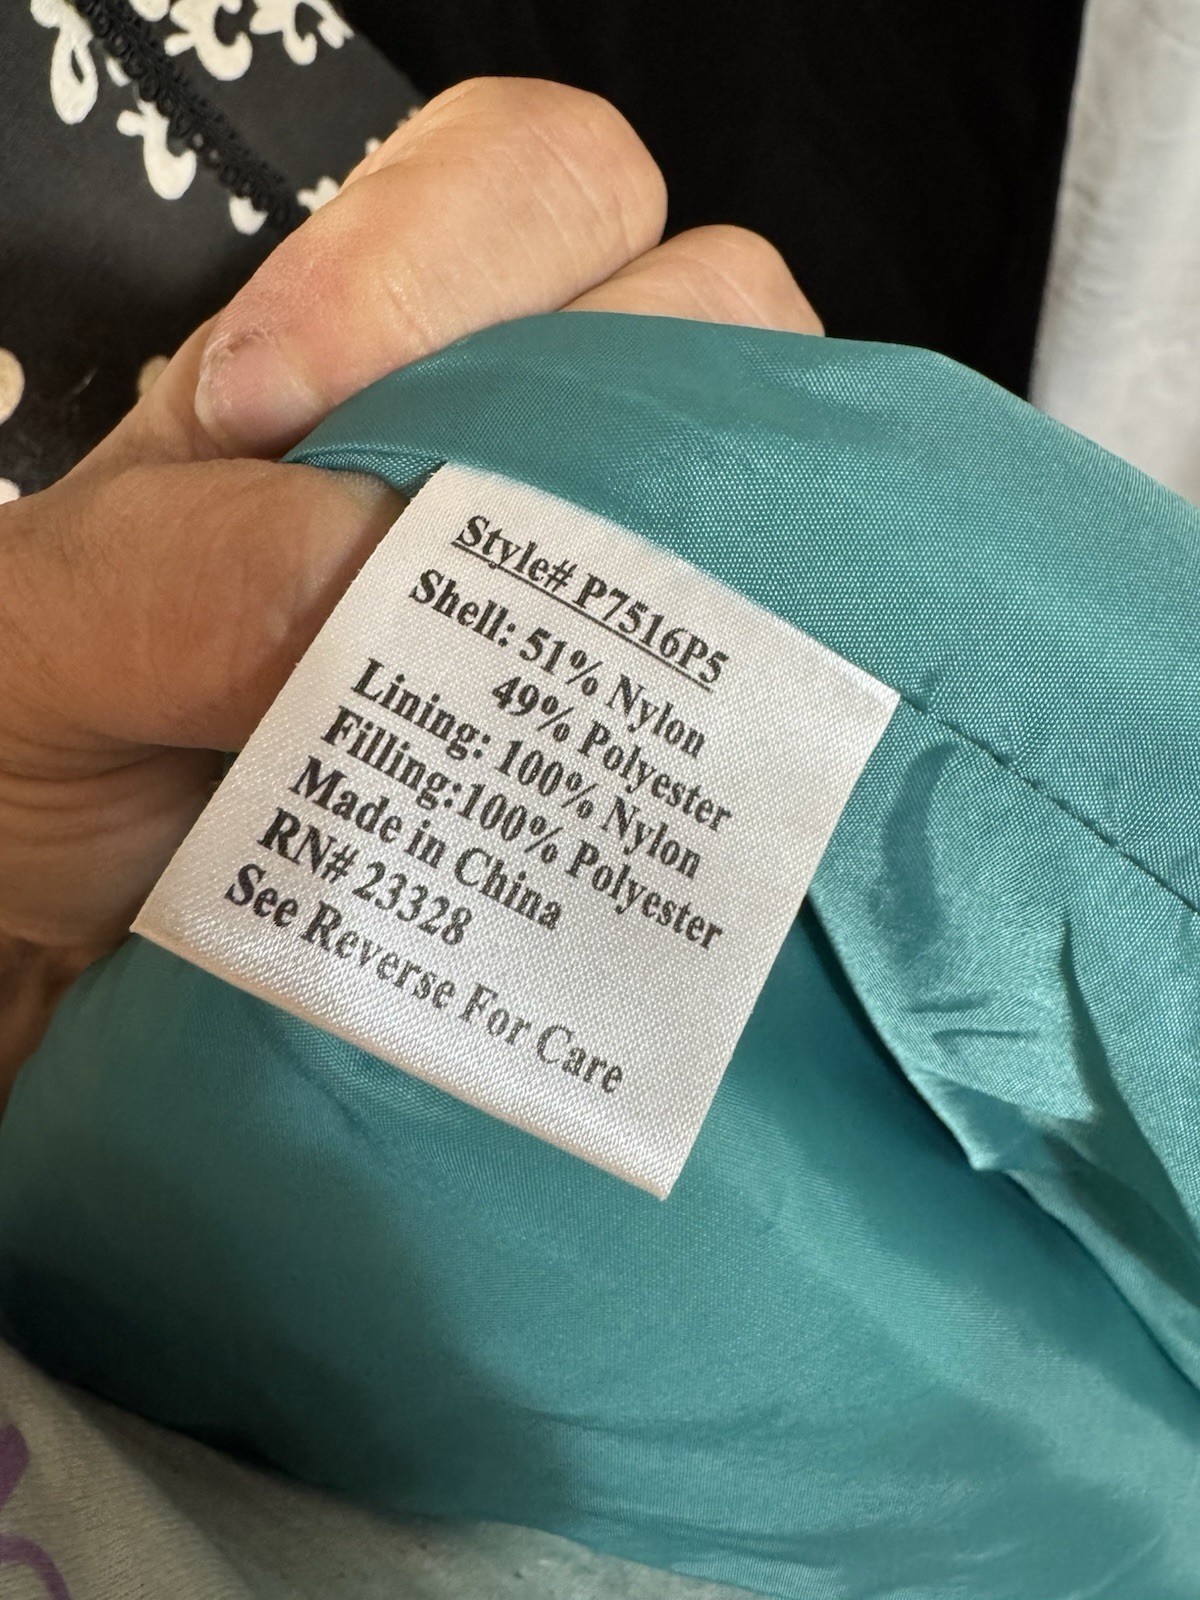 Style# P7516P5
Shell: 51% Nylon
49% Polyester
Lining: 100% Nylon
Filling:100% Polyester
Made in China
RN# 23328
See Reverse For Care